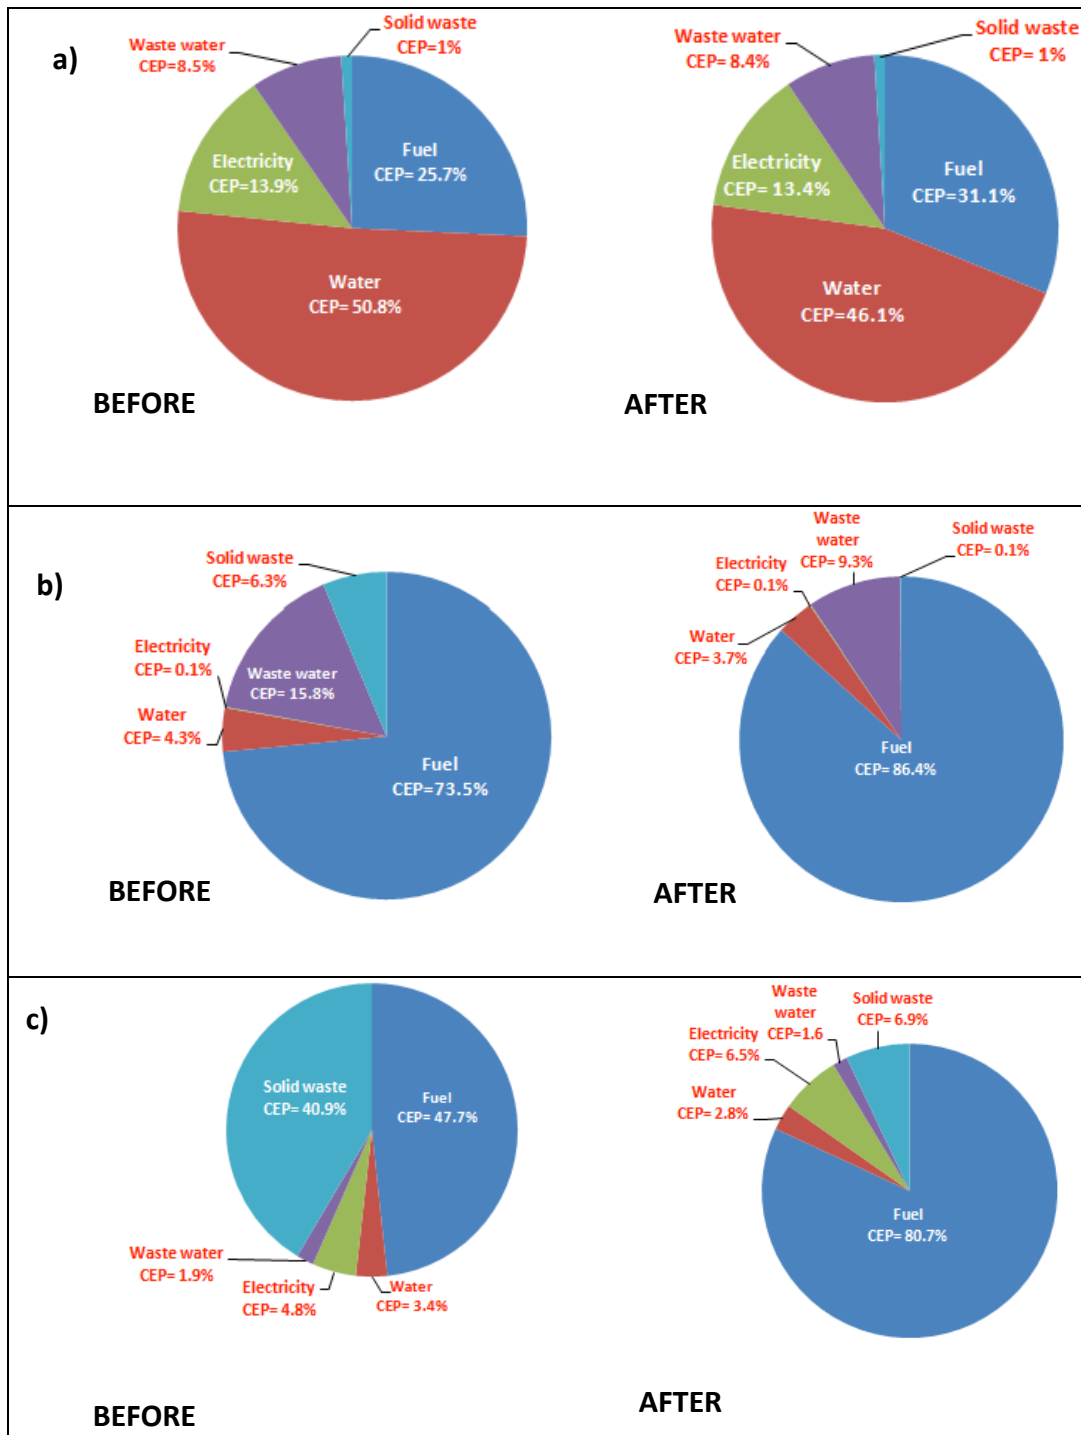 a)
Waste water
CEP=8.5%
Solid waste
CEP=1%
Electricity
CEP=13.9%
Fuel
CEP= 25.7%
Water
CEP= 50.8%
BEFORE
Waste water
CEP= 8.4%
Solid waste
CEP= 1%
Electricity
CEP= 13.4%
Fuel
CEP=31.1%
Water
CEP=46.1%
AFTER
b)
Solid waste
CEP=6.3%
Electricity
CEP= 0.1%
Waste water
CEP= 15.8%
Water
CEP= 4.3%
Fuel
CEP=73.5%
BEFORE
Waste
water
CEP= 9.3%
Solid waste
CEP= 0.1%
Electricity
CEP= 0.1%
Water
CEP= 3.7%
Fuel
CEP= 86.4%
AFTER
c)
Solid waste
CEP= 40.9%
Fuel
CEP= 47.7%
Waste water
CEP= 1.9%
Electricity
CEP= 4.8%
Water
CEP= 3.4%
BEFORE
Waste
water
CEP=1.6
Solid waste
CEP= 6.9%
Electricity
CEP= 6.5%
Water
CEP= 2.8%
Fuel
CEP= 80.7%
AFTER